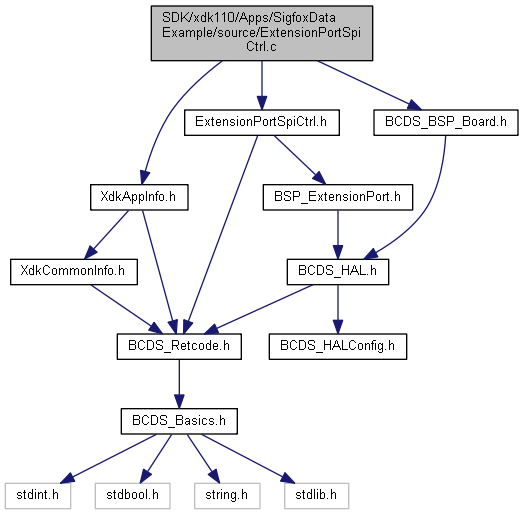 SDK/xdk110/Apps/SigfoxData
Example/source/ExtensionPortSpi
Ctrl.c
ExtensionPortSpiCtrl.h
BCDS_BSP_Board.h
XdkAppInfo.h
BSP_ExtensionPort.h
XdkCommonInfo.h
BCDS_HAL.h
BCDS_Retcode.h
BCDS_HALConfig.h
BCDS_Basics.h
stdint.h
stdbool.h
string.h
stdlib.h